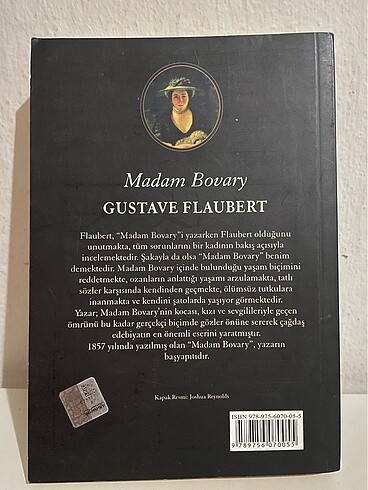 Madam Bovary
GUSTAVE FLAUBERT
Flaubert, “Madam Bovary”i yazarken Flaubert olduğunu
unutmakta, tüm sorunlarını bir kadının bakış açısıyla
incelemektedir. Şakayla da olsa “Madam Bovary” benim
demektedir. Madam Bovary içinde bulunduğu yaşam biçimini
reddetmekte, ozanların anlattığı yaşamı arzulamakta, tatlı
sözler karşısında kendinden geçmekte, ölümsüz tutkulara
inanmakta ve kendini şatolarda yaşıyor görmektedir.
Yazar; Madam Bovary'nin kocası, kızı ve sevgilileriyle geçen
ömrünü bu kadar gerçekçi biçimde gözler önüne sererek çağdaş
edebiyatın en önemli eserini yaratmıştır.
1857 yılında yazılmış olan “Madam Bovary”, yazarın
başyapıtıdır.
Kapak Resmi: Joshua Reynolds
ISBN 978-975-6070-05-5
9 789756 070055